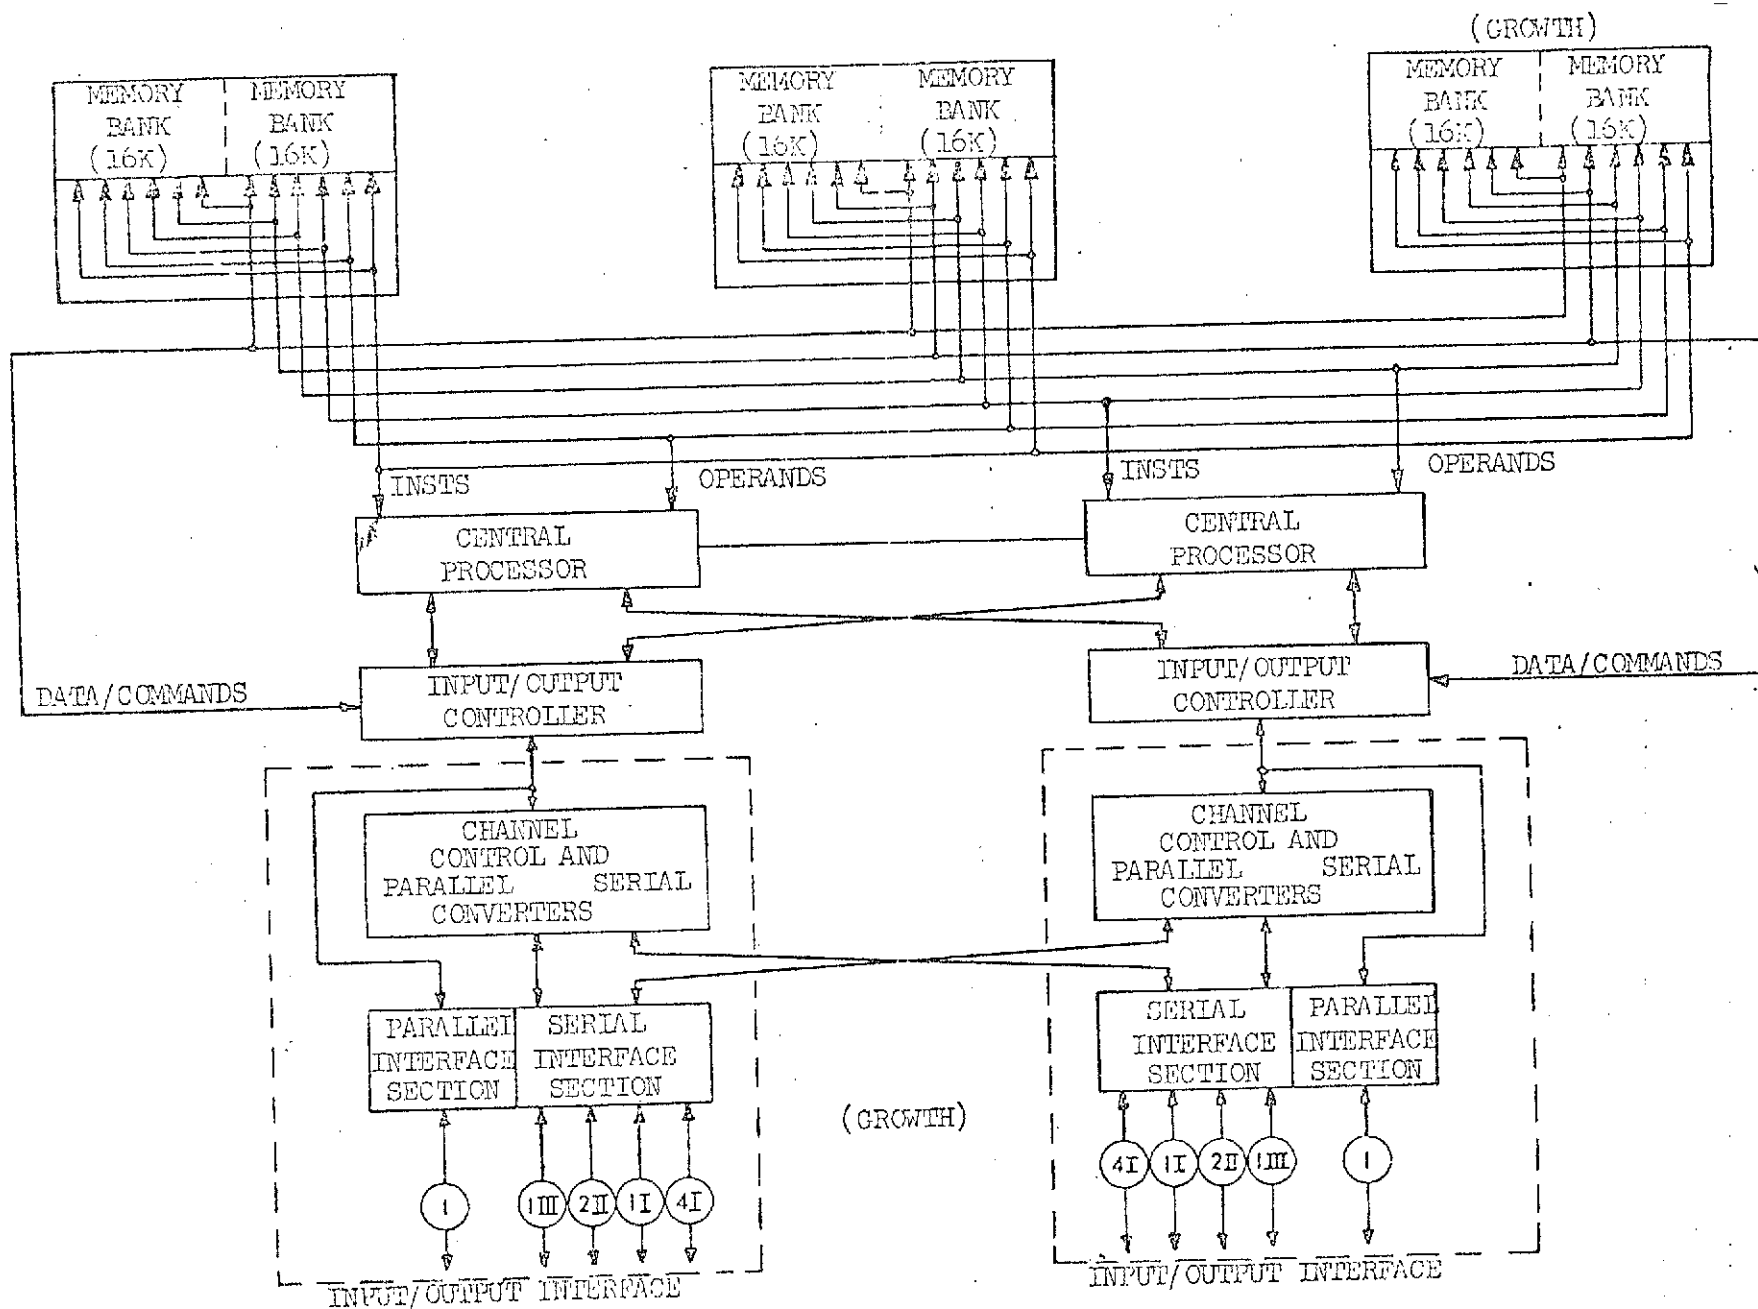 (GROWTH)
MEMORY
BANK
(16K)
MEMORY
BANK
(16K)
MEMORY
BANK
(16K)
MEMORY
BANK
(16K)
MEMORY
BANK
(16K)
MEMORY
BANK
(16K)
INSTS
OPERANDS
INSTS
OPERANDS
CENTRAL
PROCESSOR
CENTRAL
PROCESSOR
DATA/COMMANDS
INPUT/OUTPUT
CONTROLLER
INPUT/OUTPUT
CONTROLLER
DATA/COMMANDS
CHANNEL
CONTROL AND
PARALLEL SERIAL
CONVERTERS
CHANNEL
CONTROL AND
PARALLEL SERIAL
CONVERTERS
PARALLEL
INTERFACE
SECTION
SERIAL
INTERFACE
SECTION
SERIAL
INTERFACE
SECTION
PARALLEL
INTERFACE
SECTION
(GROWTH)
1
1III
2II
1I
4I
4I
1I
2II
1III
1
INPUT/OUTPUT INTERFACE
INPUT/OUTPUT INTERFACE